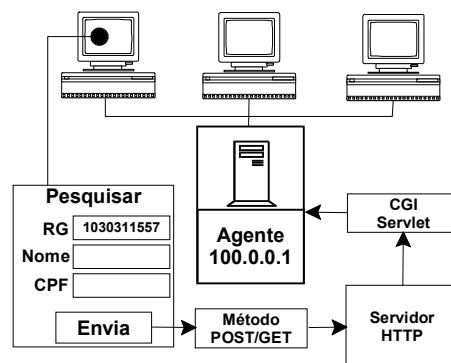 Pesquisar
RG 1030311557
Nome
CPF
Envia
Agente
100.0.0.1
Método
POST/GET
Servidor
HTTP
CGI
Servlet